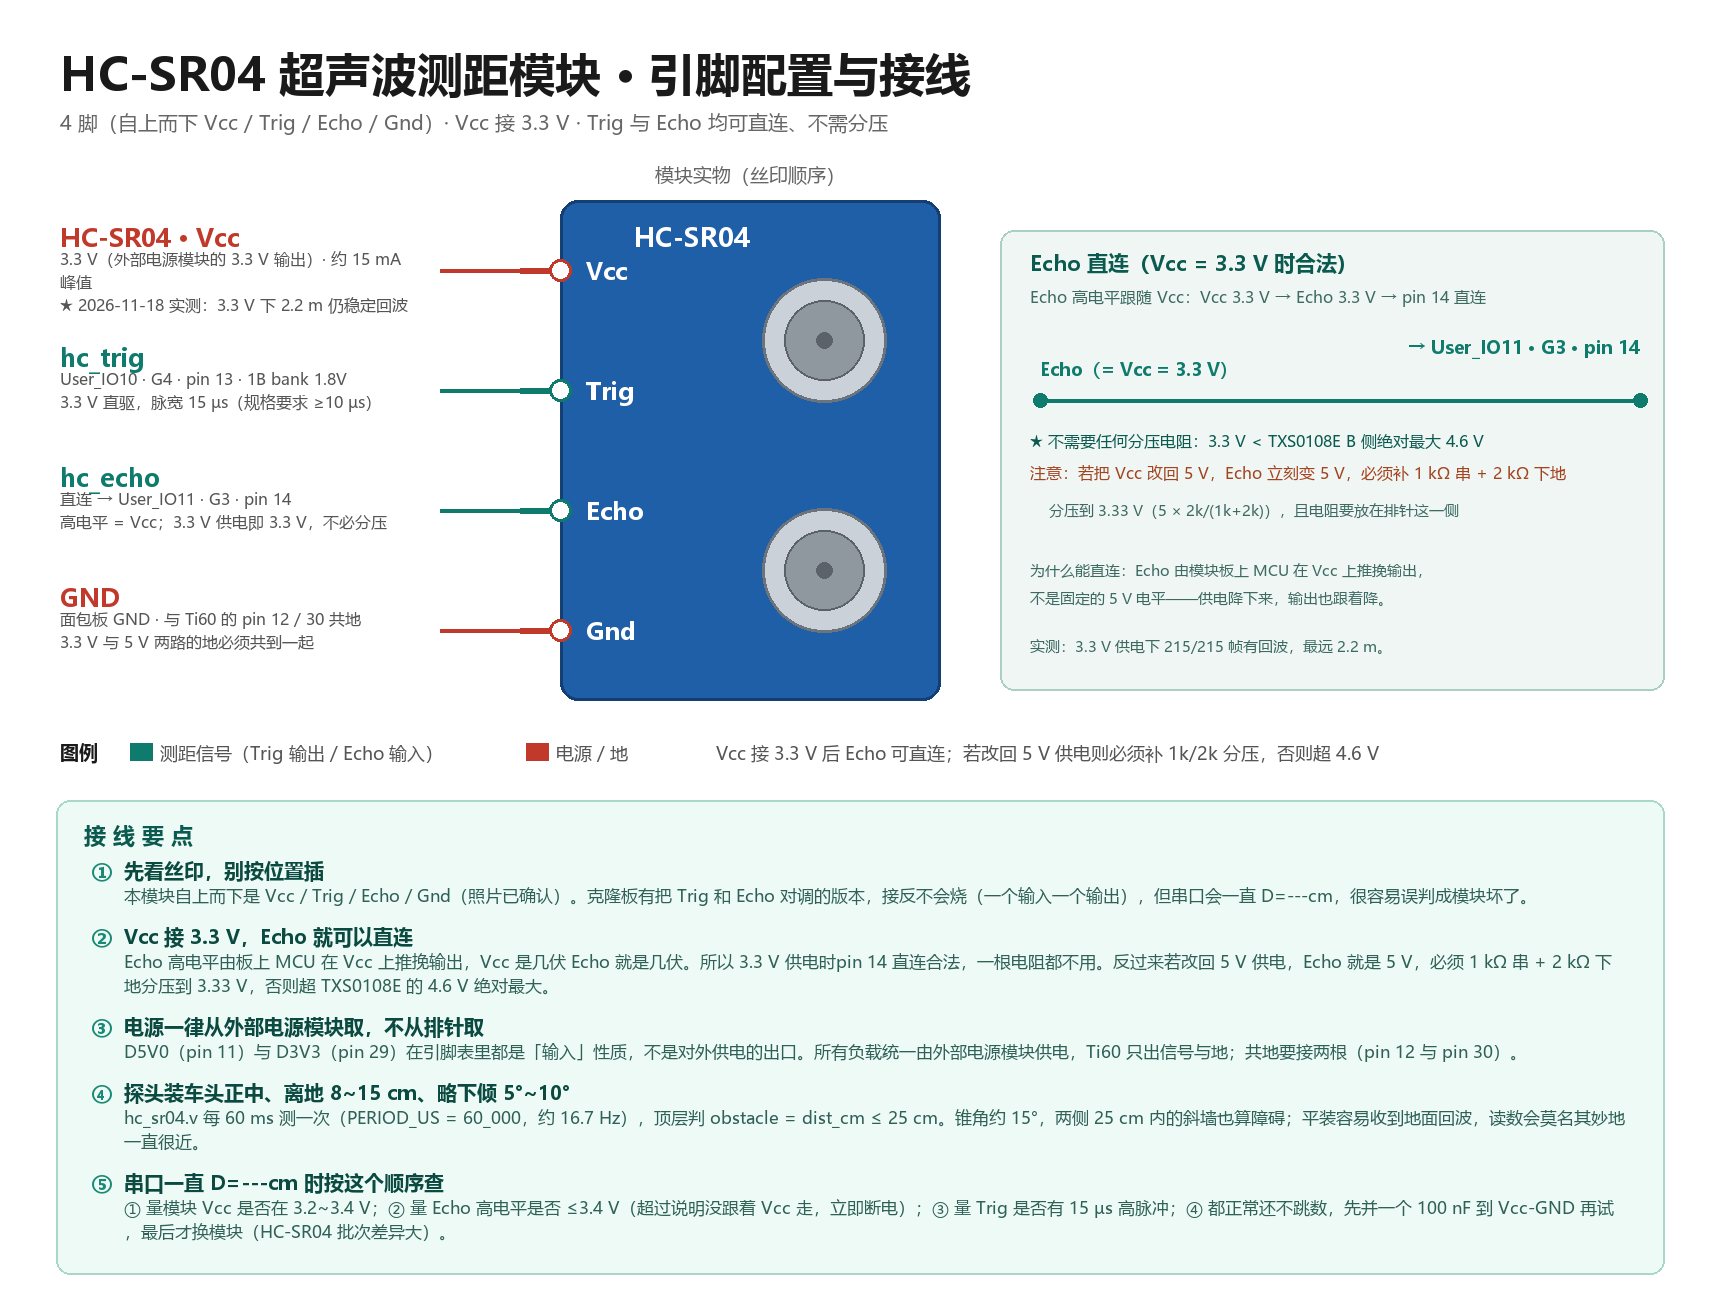 HC-SR04 超声波测距模块 • 引脚配置与接线
4 脚（自上而下 Vcc / Trig / Echo / Gnd）· Vcc 接 3.3 V · Trig 与 Echo 均可直连、不需分压
模块实物（丝印顺序）
HC-SR04 • Vcc
3.3 V（外部电源模块的 3.3 V 输出）· 约 15 mA
峰值
★ 2026-11-18 实测：3.3 V 下 2.2 m 仍稳定回波
hc_trig
User_IO10 · G4 · pin 13 · 1B bank 1.8V
3.3 V 直驱，脉宽 15 µs（规格要求 ≥10 µs）
hc_echo
直连 → User_IO11 · G3 · pin 14
高电平 = Vcc；3.3 V 供电即 3.3 V，不必分压
GND
面包板 GND · 与 Ti60 的 pin 12 / 30 共地
3.3 V 与 5 V 两路的地必须共到一起
HC-SR04
Vcc
Trig
Echo
Gnd
Echo 直连（Vcc = 3.3 V 时合法）
Echo 高电平跟随 Vcc：Vcc 3.3 V → Echo 3.3 V → pin 14 直连
→ User_IO11 • G3 • pin 14
Echo（= Vcc = 3.3 V）
★ 不需要任何分压电阻：3.3 V < TXS0108E B 侧绝对最大 4.6 V
注意：若把 Vcc 改回 5 V，Echo 立刻变 5 V，必须补 1 kΩ 串 + 2 kΩ 下地
分压到 3.33 V（5 × 2k/(1k+2k)），且电阻要放在排针这一侧
为什么能直连：Echo 由模块板上 MCU 在 Vcc 上推挽输出，
不是固定的 5 V 电平——供电降下来，输出也跟着降。
实测：3.3 V 供电下 215/215 帧有回波，最远 2.2 m。
图例
测距信号（Trig 输出 / Echo 输入）
电源 / 地
Vcc 接 3.3 V 后 Echo 可直连；若改回 5 V 供电则必须补 1k/2k 分压，否则超 4.6 V
接 线 要 点
① 先看丝印，别按位置插
本模块自上而下是 Vcc / Trig / Echo / Gnd（照片已确认）。克隆板有把 Trig 和 Echo 对调的版本，接反不会烧（一个输入一个输出），但串口会一直 D=---cm，很容易误判成模块坏了。
② Vcc 接 3.3 V，Echo 就可以直连
Echo 高电平由板上 MCU 在 Vcc 上推挽输出，Vcc 是几伏 Echo 就是几伏。所以 3.3 V 供电时pin 14 直连合法，一根电阻都不用。反过来若改回 5 V 供电，Echo 就是 5 V，必须 1 kΩ 串 + 2 kΩ 下
地分压到 3.33 V，否则超 TXS0108E 的 4.6 V 绝对最大。
③ 电源一律从外部电源模块取，不从排针取
D5V0（pin 11）与 D3V3（pin 29）在引脚表里都是「输入」性质，不是对外供电的出口。所有负载统一由外部电源模块供电，Ti60 只出信号与地；共地要接两根（pin 12 与 pin 30）。
④ 探头装车头正中、离地 8~15 cm、略下倾 5°~10°
hc_sr04.v 每 60 ms 测一次（PERIOD_US = 60_000，约 16.7 Hz），顶层判 obstacle = dist_cm ≤ 25 cm。锥角约 15°，两侧 25 cm 内的斜墙也算障碍；平装容易收到地面回波，读数会莫名其妙地
一直很近。
⑤ 串口一直 D=---cm 时按这个顺序查
① 量模块 Vcc 是否在 3.2~3.4 V；② 量 Echo 高电平是否 ≤3.4 V（超过说明没跟着 Vcc 走，立即断电）；③ 量 Trig 是否有 15 µs 高脉冲；④ 都正常还不跳数，先并一个 100 nF 到 Vcc-GND 再试
，最后才换模块（HC-SR04 批次差异大）。